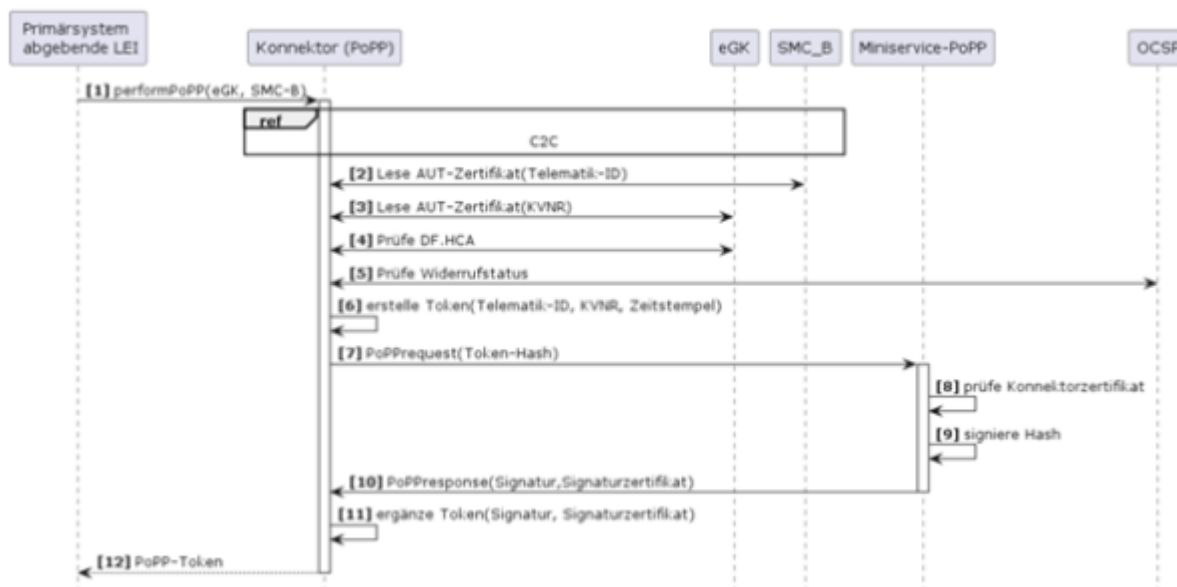 Primärsystem
abgebende LEI
Konnektor (PoPP)
eGK
SMC_B
Miniservice-PoPP
OCSP
[1] performPoPP(eGK, SMC-B)
ref
C2C
[2] Lese AUT-Zertifikat(Telematik-ID)
[3] Lese AUT-Zertifikat(KVNR)
[4] Prüfe DF.HCA
[5] Prüfe Widerrufstatus
[6] erstelle Token(Telematik-ID, KVNR, Zeitstempel)
[7] PoPPrequest(Token-Hash)
[8] prüfe Konnektorzertifikat
[9] signiere Hash
[10] PoPPresponse(Signatur,Signaturzertifikat)
[11] ergänze Token(Signatur, Signaturzertifikat)
[12] PoPP-Token